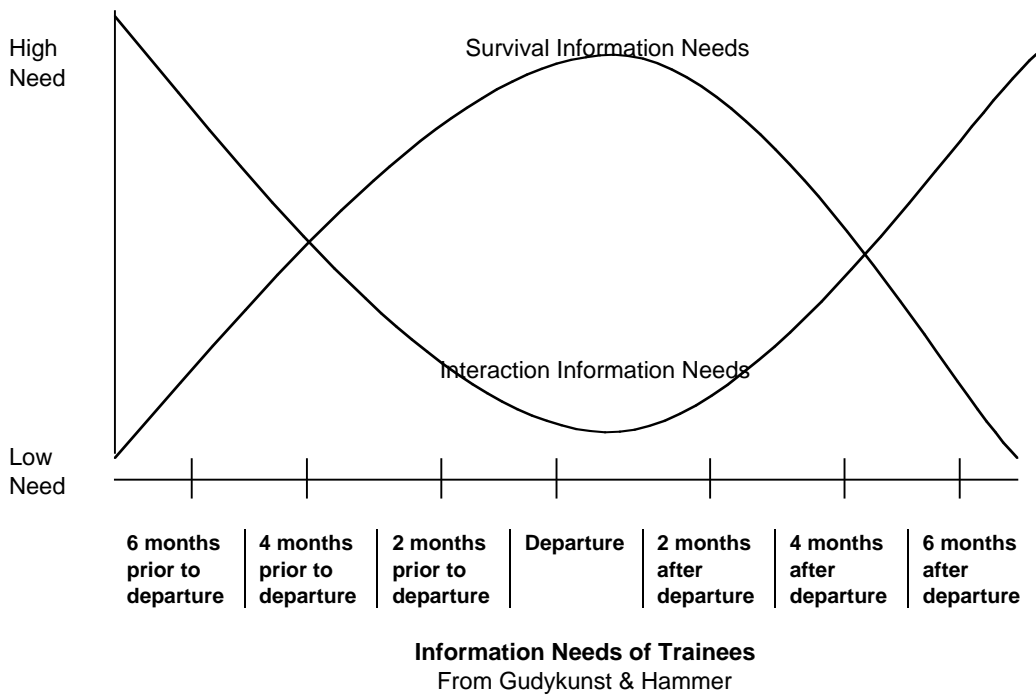 High
Need
Survival Information Needs
Interaction Information Needs
Low
Need
6 months
prior to
departure
4 months
prior to
departure
2 months
prior to
departure
Departure
2 months
after
departure
4 months
after
departure
6 months
after
departure
Information Needs of Trainees
From Gudykunst & Hammer